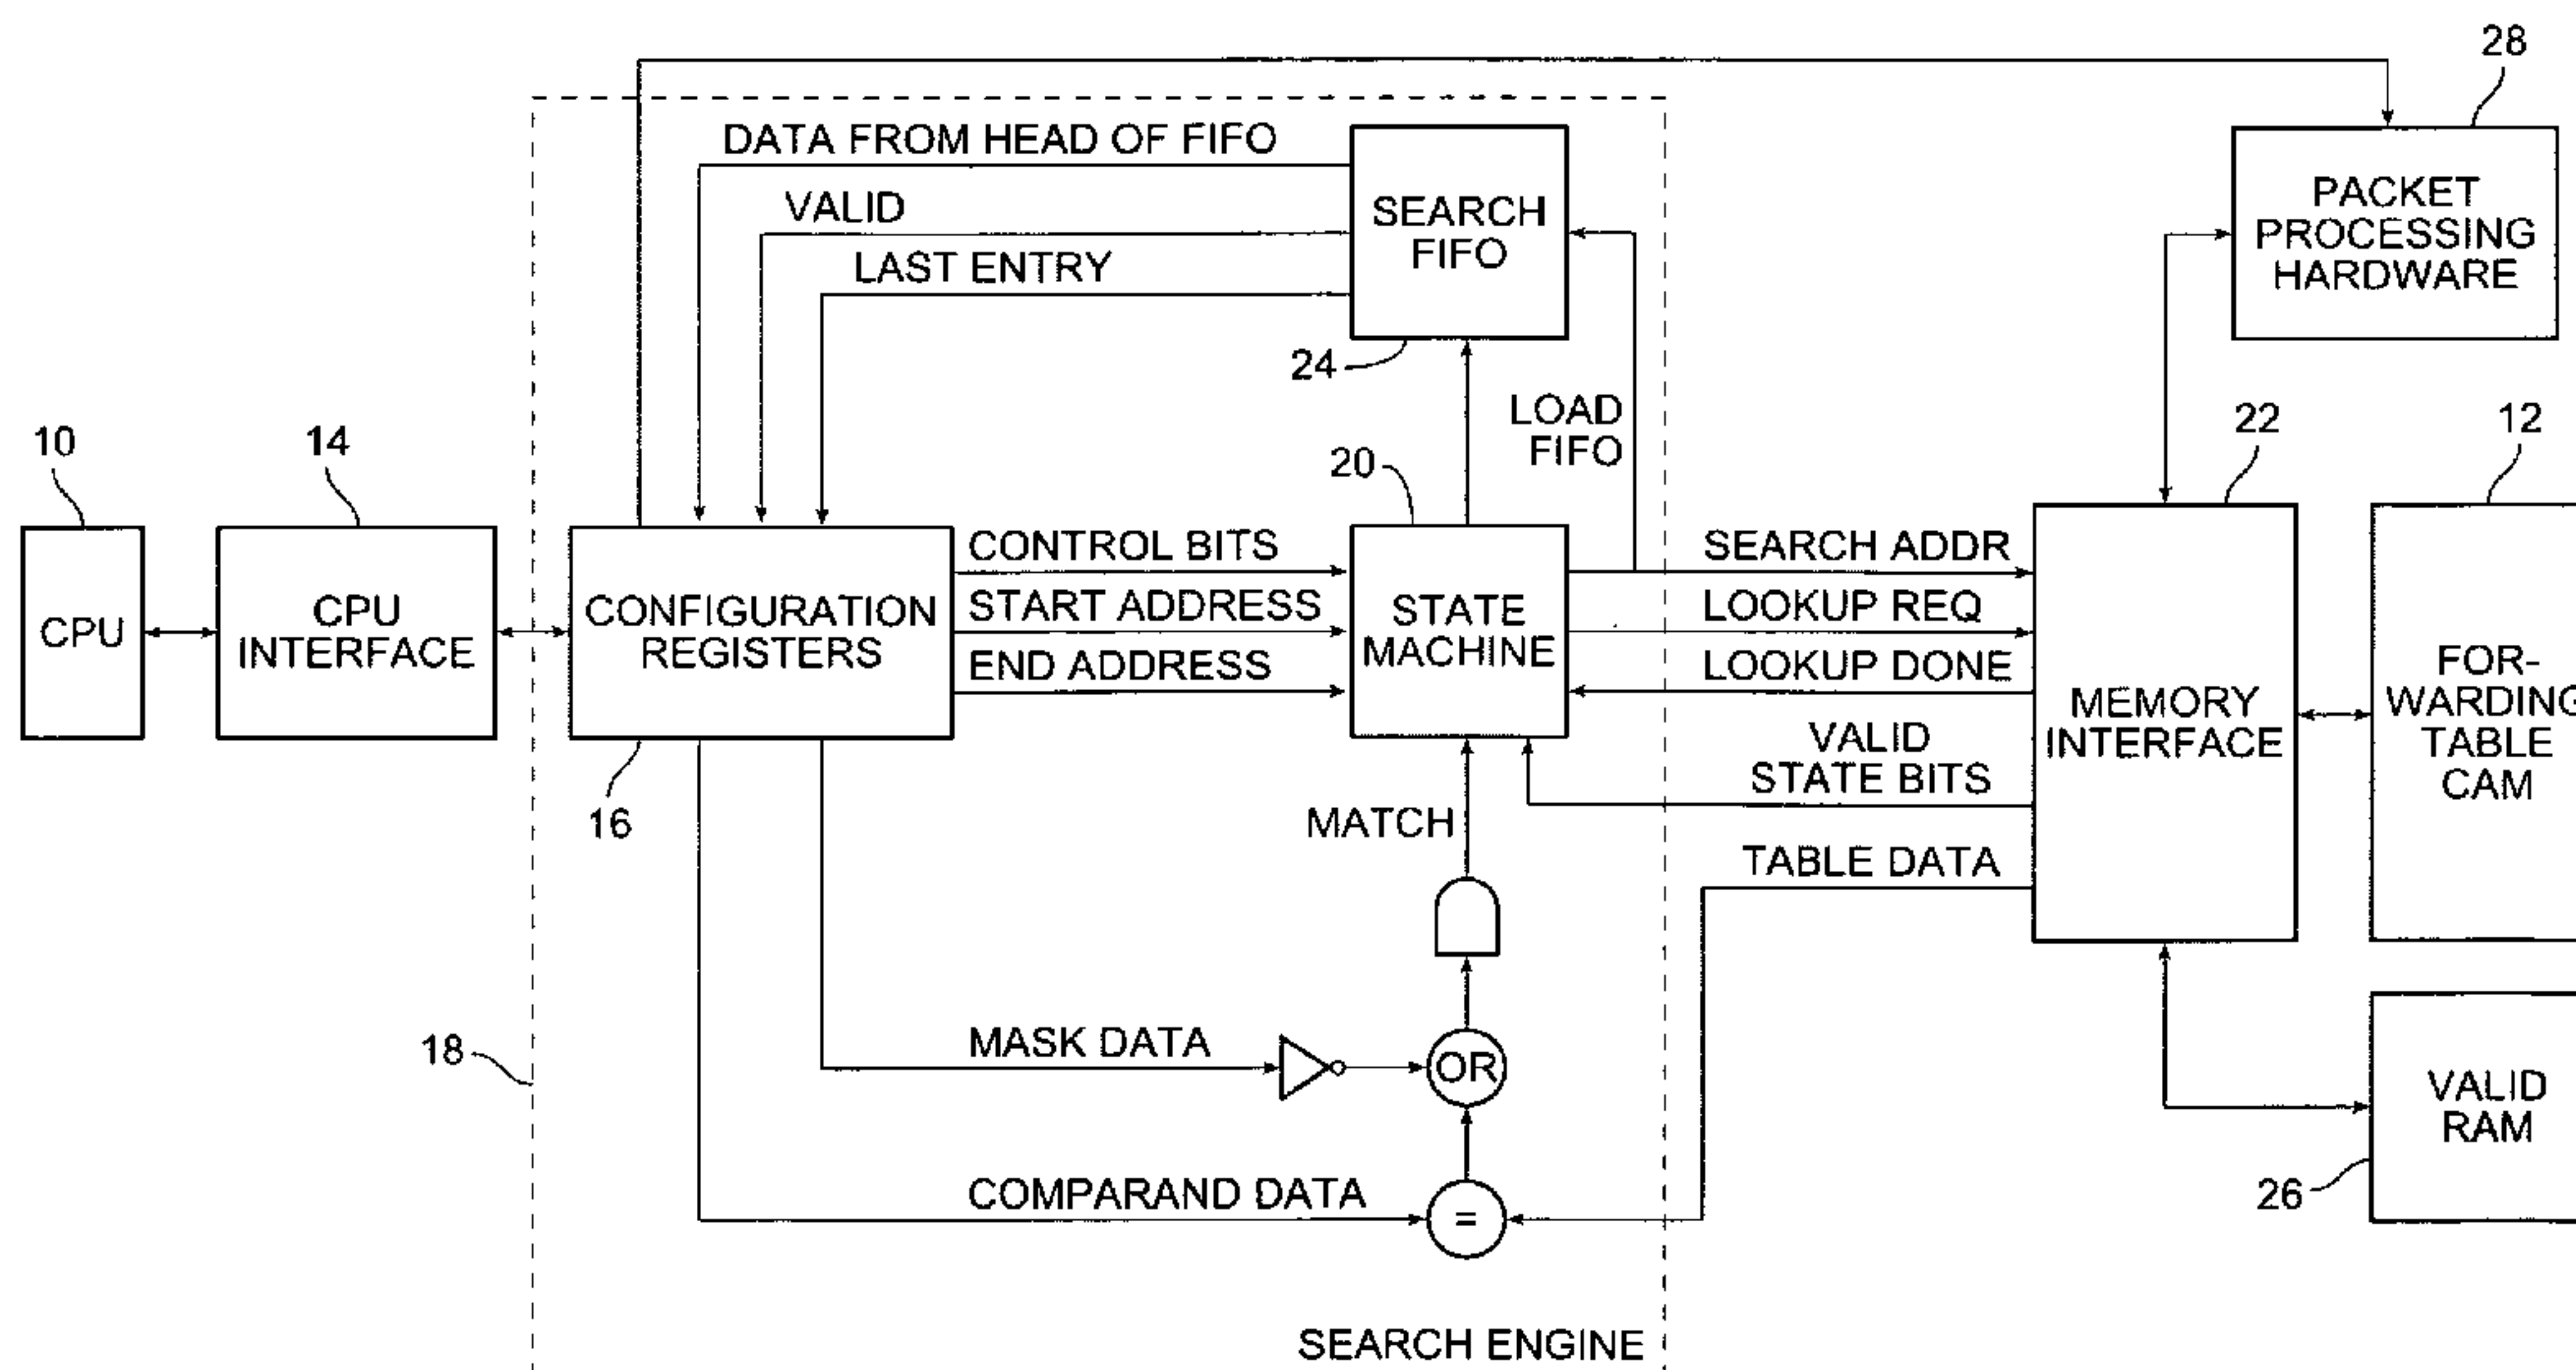 28
DATA FROM HEAD OF FIFO
VALID
LAST ENTRY
SEARCH
FIFO
24
PACKET
PROCESSING
HARDWARE
LOAD
FIFO
10
14
20
22
12
CPU
CPU
INTERFACE
CONFIGURATION
REGISTERS
16
CONTROL BITS
START ADDRESS
END ADDRESS
STATE
MACHINE
SEARCH ADDR
LOOKUP REQ
LOOKUP DONE
VALID
STATE BITS
TABLE DATA
MEMORY
INTERFACE
FOR-
WARDING
TABLE
CAM
MATCH
18
MASK DATA
OR
COMPARAND DATA
=
VALID
RAM
26
SEARCH ENGINE